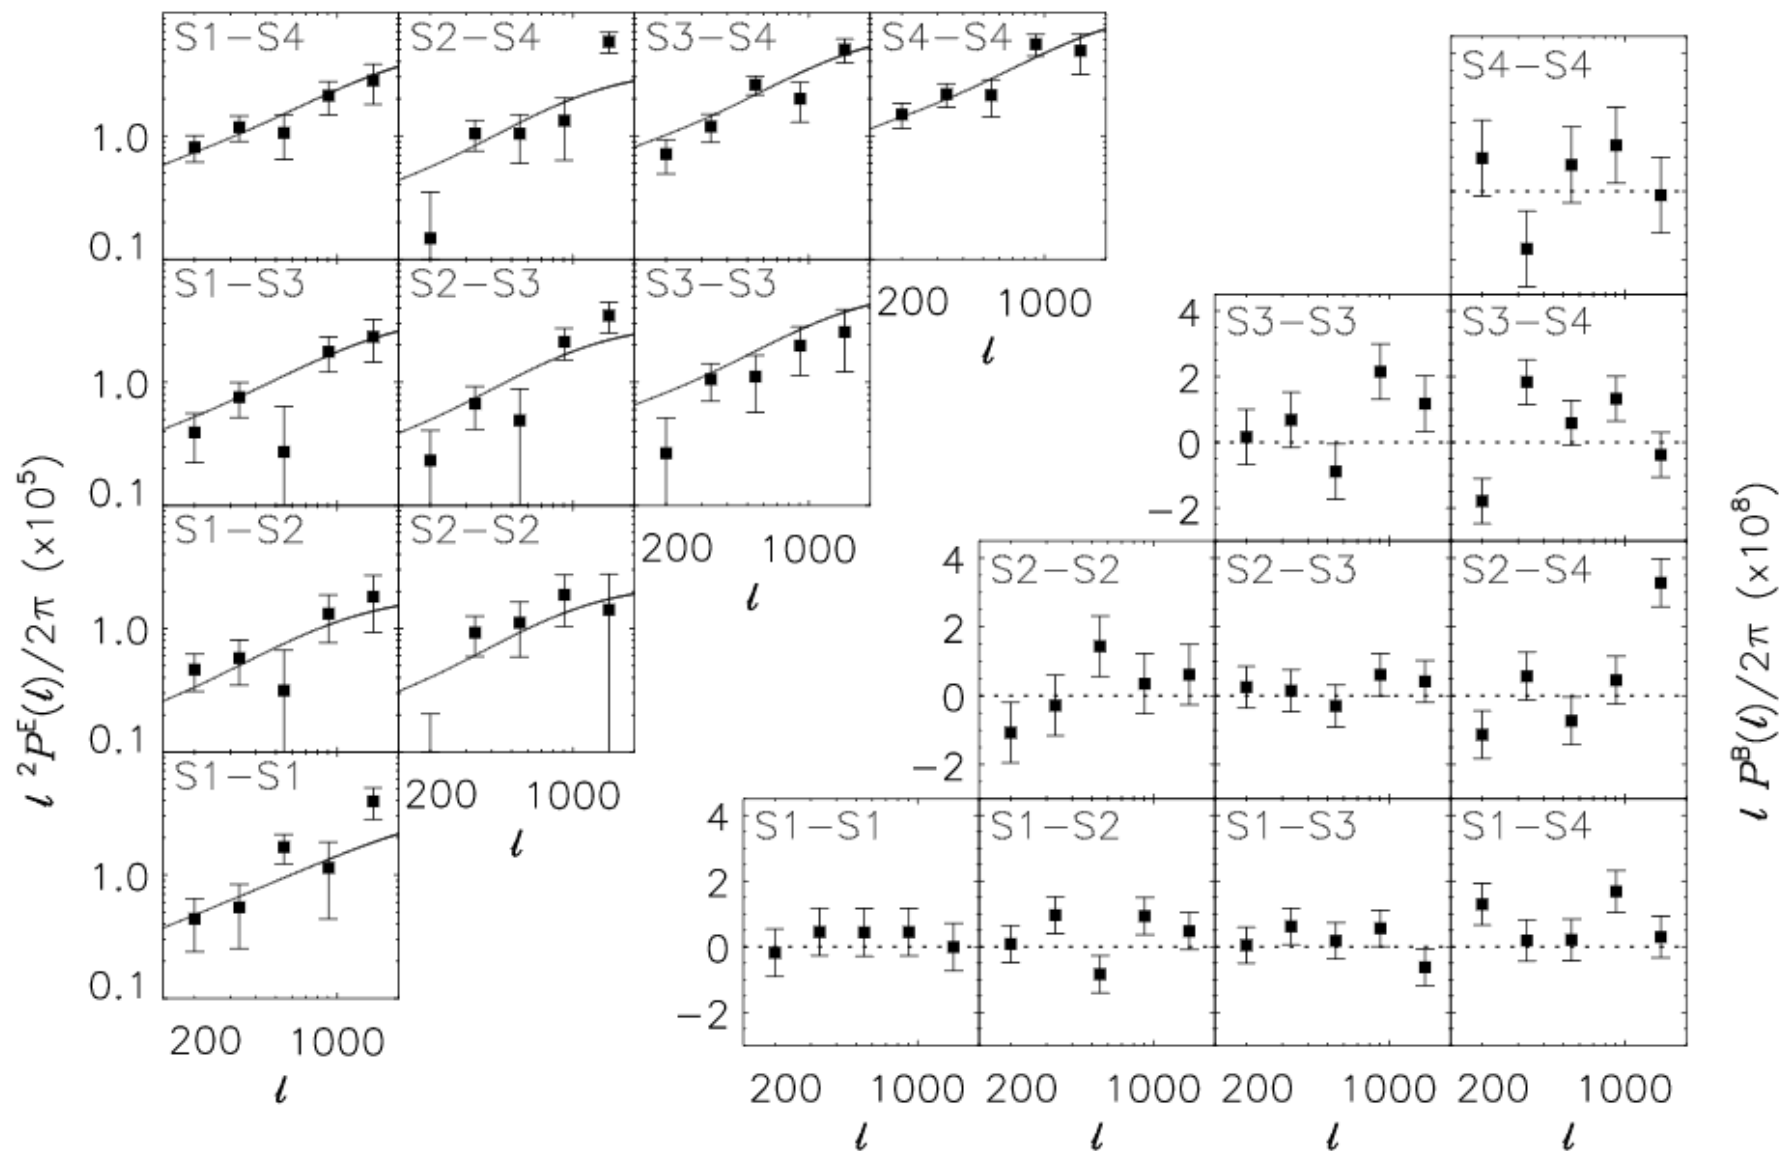 S1−S4 S2−S4 S3−S4 S4−S4
S4−S4
1.0
0.1
S1−S3 S2−S3 S3−S3
200 1000
ℓ
4 S3−S3 S3−S4
2
0
−2
1.0
0.1
S1−S2 S2−S2
200 1000
ℓ
4 S2−S2 S2−S3 S2−S4
2
0
−2
1.0
0.1
S1−S1
200 1000
ℓ
4 S1−S1 S1−S2 S1−S3 S1−S4
2
0
−2
1.0
0.1
200 1000
ℓ
200 1000 200 1000 200 1000 200 1000
ℓ ℓ ℓ ℓ
ℓ ²Pᴱ(ℓ)/2π (x10⁵)
ℓ Pᴮ(ℓ)/2π (x10⁸)